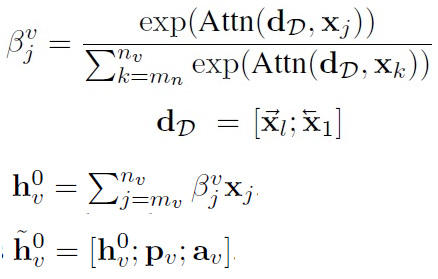 β_j^v = exp(Attn(d_𝒟, x_j)) / ∑_{k=m_n}^{n_v} exp(Attn(d_𝒟, x_k))
d_𝒟 = [x⃗_l; x⃖_1]
h_v^0 = ∑_{j=m_v}^{n_v} β_j^v x_j.
h̃_v^0 = [h_v^0; p_v; a_v].